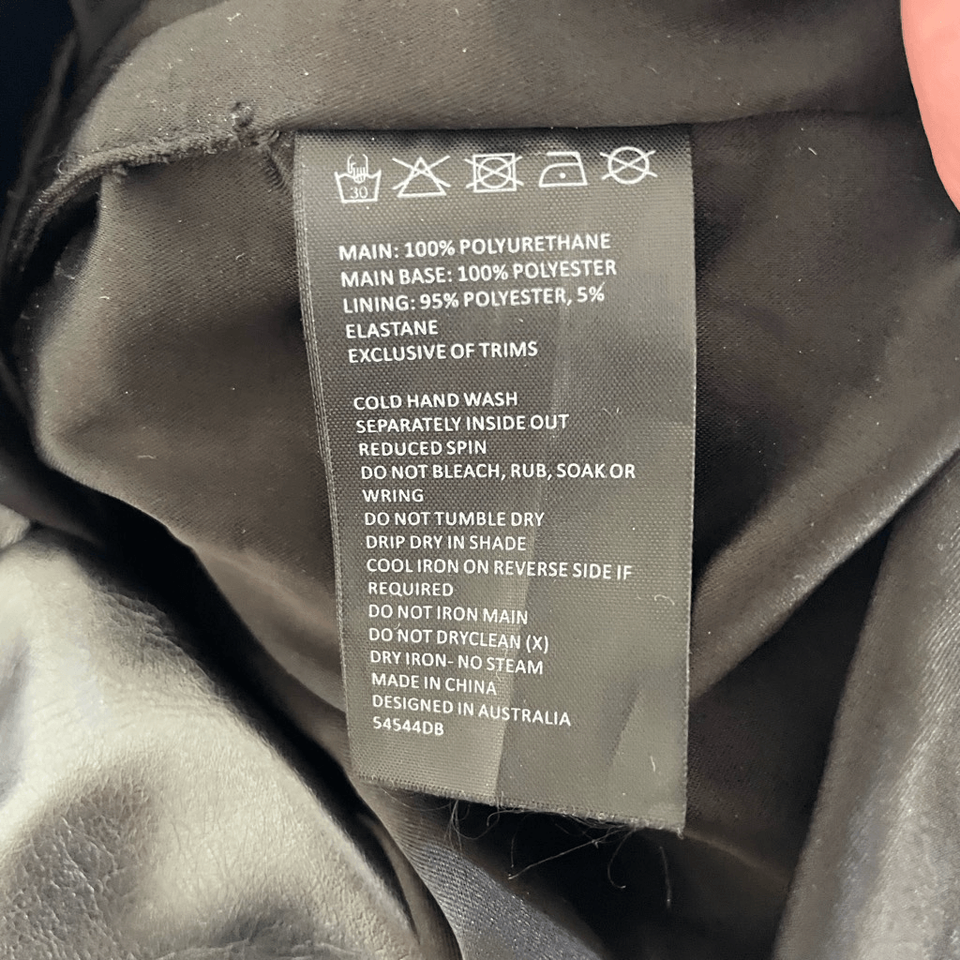 30
MAIN: 100% POLYURETHANE
MAIN BASE: 100% POLYESTER
LINING: 95% POLYESTER, 5%
ELASTANE
EXCLUSIVE OF TRIMS
COLD HAND WASH
SEPARATELY INSIDE OUT
REDUCED SPIN
DO NOT BLEACH, RUB, SOAK OR
WRING
DO NOT TUMBLE DRY
DRIP DRY IN SHADE
COOL IRON ON REVERSE SIDE IF
REQUIRED
DO NOT IRON MAIN
DO NOT DRYCLEAN (X)
DRY IRON- NO STEAM
MADE IN CHINA
DESIGNED IN AUSTRALIA
54544DB